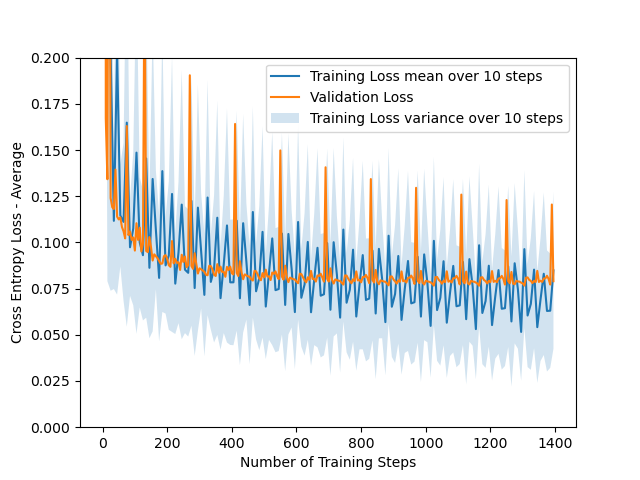 Training Loss mean over 10 steps
Validation Loss
Training Loss variance over 10 steps
Cross Entropy Loss - Average
0.200
0.175
0.150
0.125
0.100
0.075
0.050
0.025
0.000
0 200 400 600 800 1000 1200 1400
Number of Training Steps